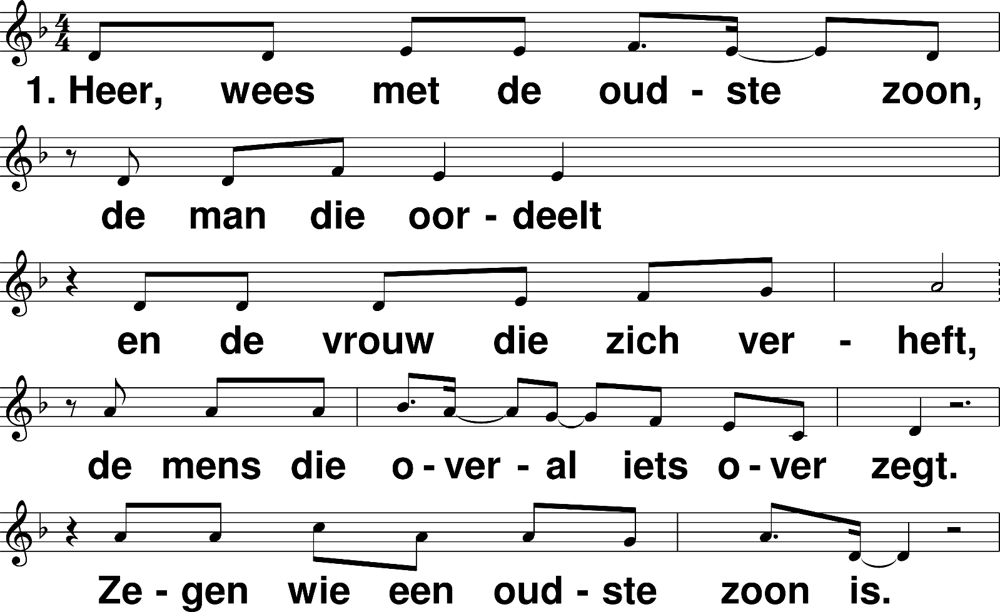 1. Heer, wees met de oud - ste zoon,
de man die oor - deelt
en de vrouw die zich ver - heft,
de mens die o - ver - al iets o - ver zegt.
Ze - gen wie een oud - ste zoon is.